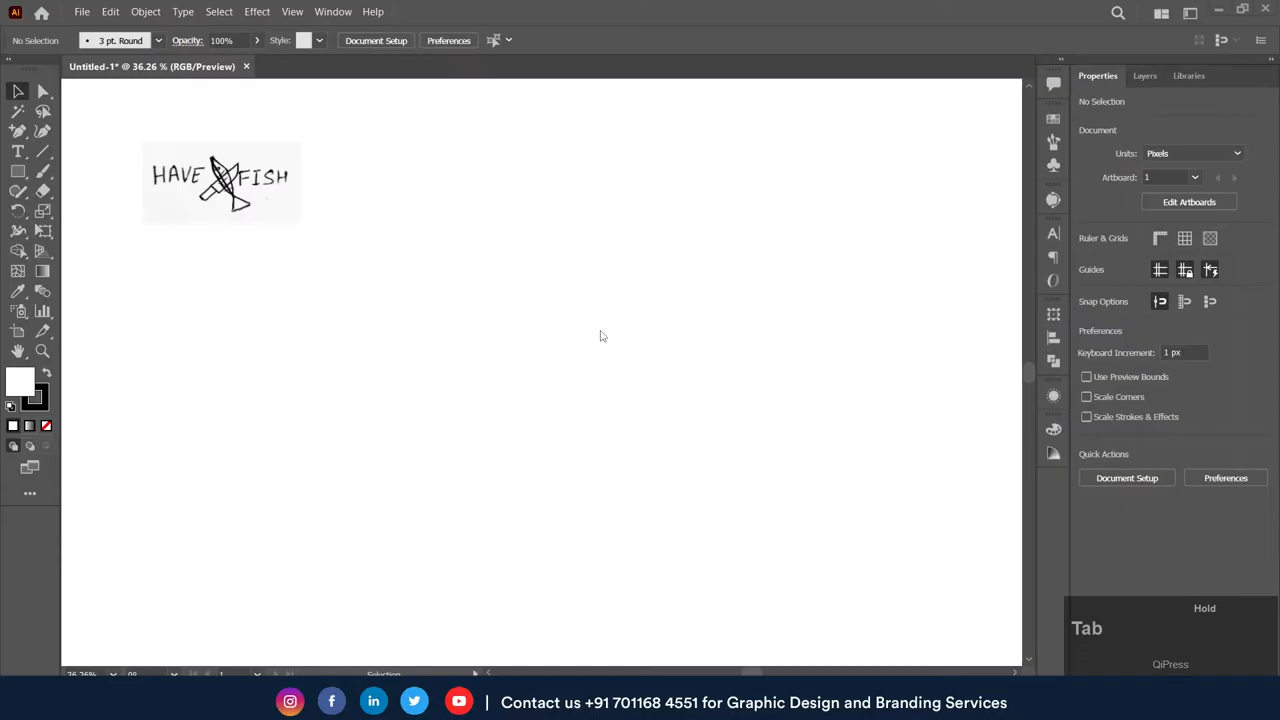 File Edit Object Type Select Effect View Window Help
No Selection 3 pt. Round Opacity: 100% Style: Document Setup Preferences
Untitled-1* @ 36.26 % (RGB/Preview)
HAVE FISH
Properties Layers Libraries
No Selection
Document
Units: Pixels
Artboard: 1
Edit Artboards
Ruler & Grids
Guides
Snap Options
Preferences
Keyboard Increment: 1 px
Use Preview Bounds
Scale Corners
Scale Strokes & Effects
Quick Actions
Document Setup Preferences
Hold
Tab
QiPress
36.26% 1 Selection
Contact us +91 701168 4551 for Graphic Design and Branding Services